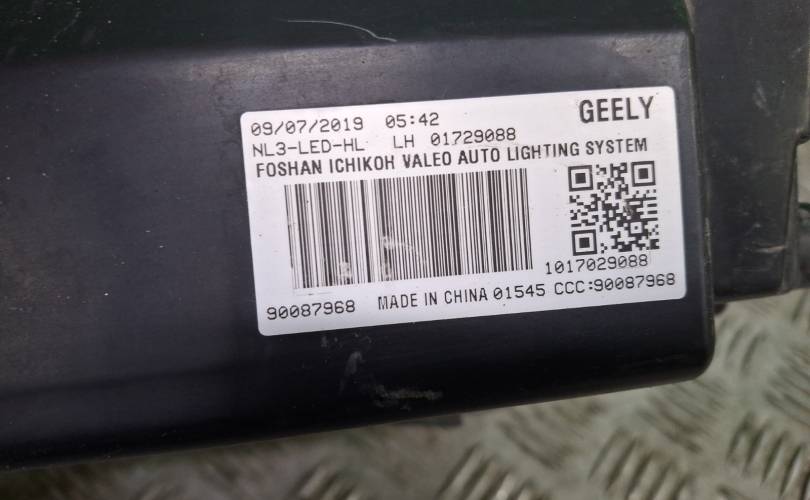 09/07/2019 05:42 GEELY
NL3-LED-HL LH 01729088
FOSHAN ICHIKOH VALEO AUTO LIGHTING SYSTEM
1017029088
90087968 MADE IN CHINA 01545 CCC:90087968